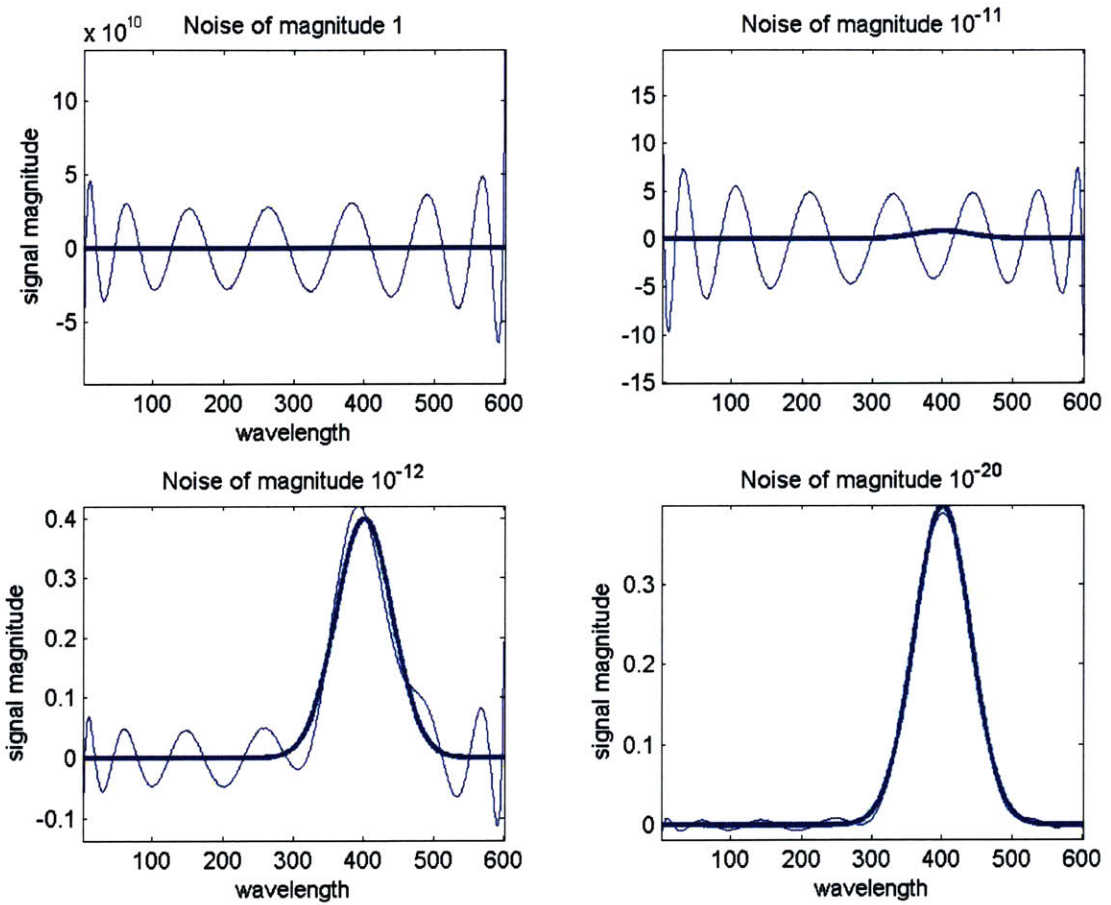 x 10^10
Noise of magnitude 1
10
5
0
-5
signal magnitude
100 200 300 400 500 600
wavelength
Noise of magnitude 10^-11
15
10
5
0
-5
-10
-15
100 200 300 400 500 600
Noise of magnitude 10^-12
0.4
0.3
0.2
0.1
0
-0.1
signal magnitude
100 200 300 400 500 600
wavelength
Noise of magnitude 10^-20
0.3
0.2
0.1
0
signal magnitude
100 200 300 400 500 600
wavelength